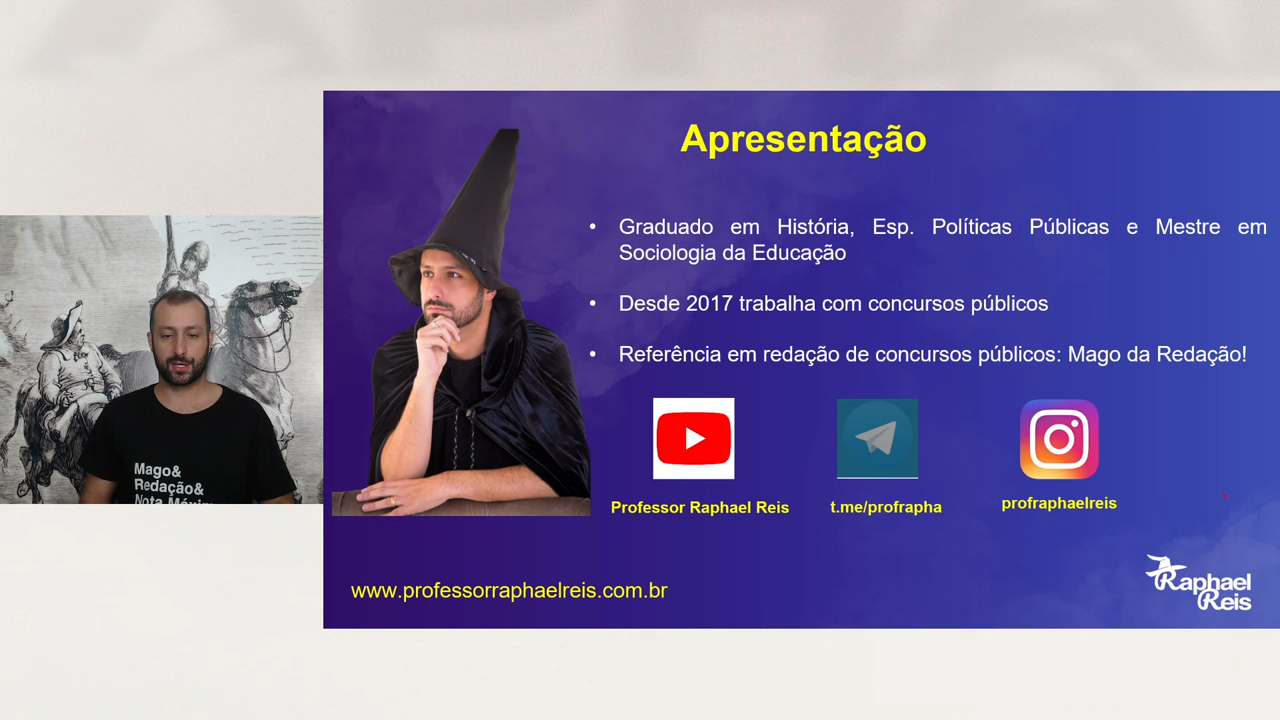 Apresentação
• Graduado em História, Esp. Políticas Públicas e Mestre em
Sociologia da Educação
• Desde 2017 trabalha com concursos públicos
• Referência em redação de concursos públicos: Mago da Redação!
Professor Raphael Reis
t.me/profrapha
profraphaelreis
www.professorraphaelreis.com.br
Raphael
Reis
Mago&
Redação&
Nota